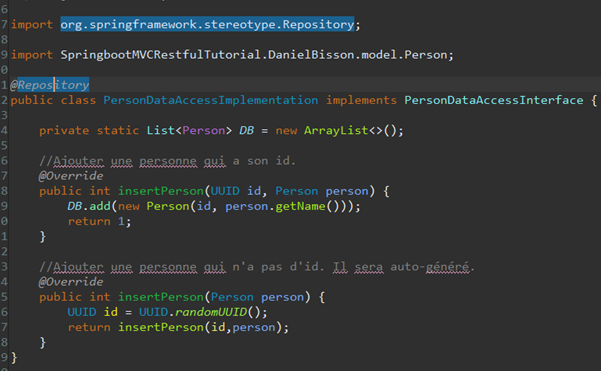 6
7 import org.springframework.stereotype.Repository;
8
9 import SpringbootMVCRestfulTutorial.DanielBisson.model.Person;
0
1 @Repository
2 public class PersonDataAccessImplementation implements PersonDataAccessInterface {
3
4 private static List<Person> DB = new ArrayList<>();
5
6 //Ajouter une personne qui a son id.
7 @Override
8 public int insertPerson(UUID id, Person person) {
9 DB.add(new Person(id, person.getName()));
0 return 1;
1 }
2
3 //Ajouter une personne qui n'a pas d'id. Il sera auto-généré.
4 @Override
5 public int insertPerson(Person person) {
6 UUID id = UUID.randomUUID();
7 return insertPerson(id,person);
8 }
9 }